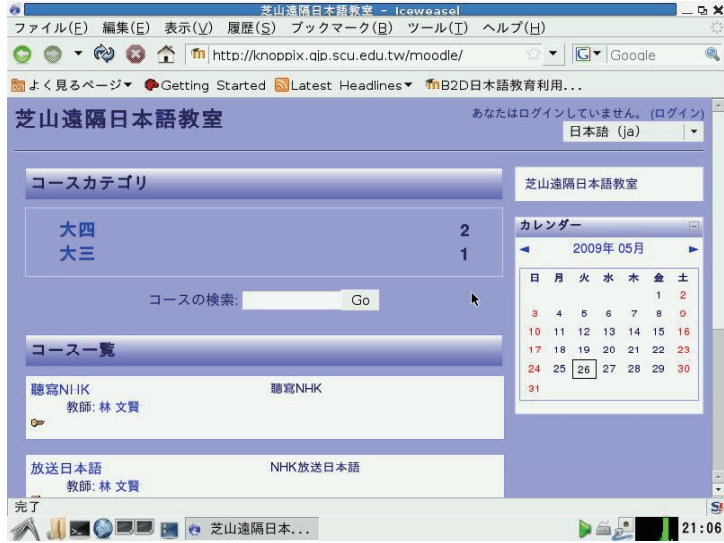 芝山遠隔日本語教室 - Iceweasel
ファイル(F) 編集(E) 表示(V) 履歴(S) ブックマーク(B) ツール(T) ヘルプ(H)
http://knoppix.gip.scu.edu.tw/moodle/
Google
よく見るページ Getting Started Latest Headlines B2D日本語教育利用...
芝山遠隔日本語教室
あなたはログインしていません。 (ログイン)
日本語 (ja)
コースカテゴリ
大四 2
大三 1
コースの検索: Go
コース一覧
聽寫NHK 聽寫NHK
教師: 林 文賢
放送日本語 NHK放送日本語
教師: 林 文賢
芝山遠隔日本語教室
カレンダー
2009年 05月
日 月 火 水 木 金 土
1 2
3 4 5 6 7 8 9
10 11 12 13 14 15 16
17 18 19 20 21 22 23
24 25 26 27 28 29 30
31
完了
芝山遠隔日本...
21:06